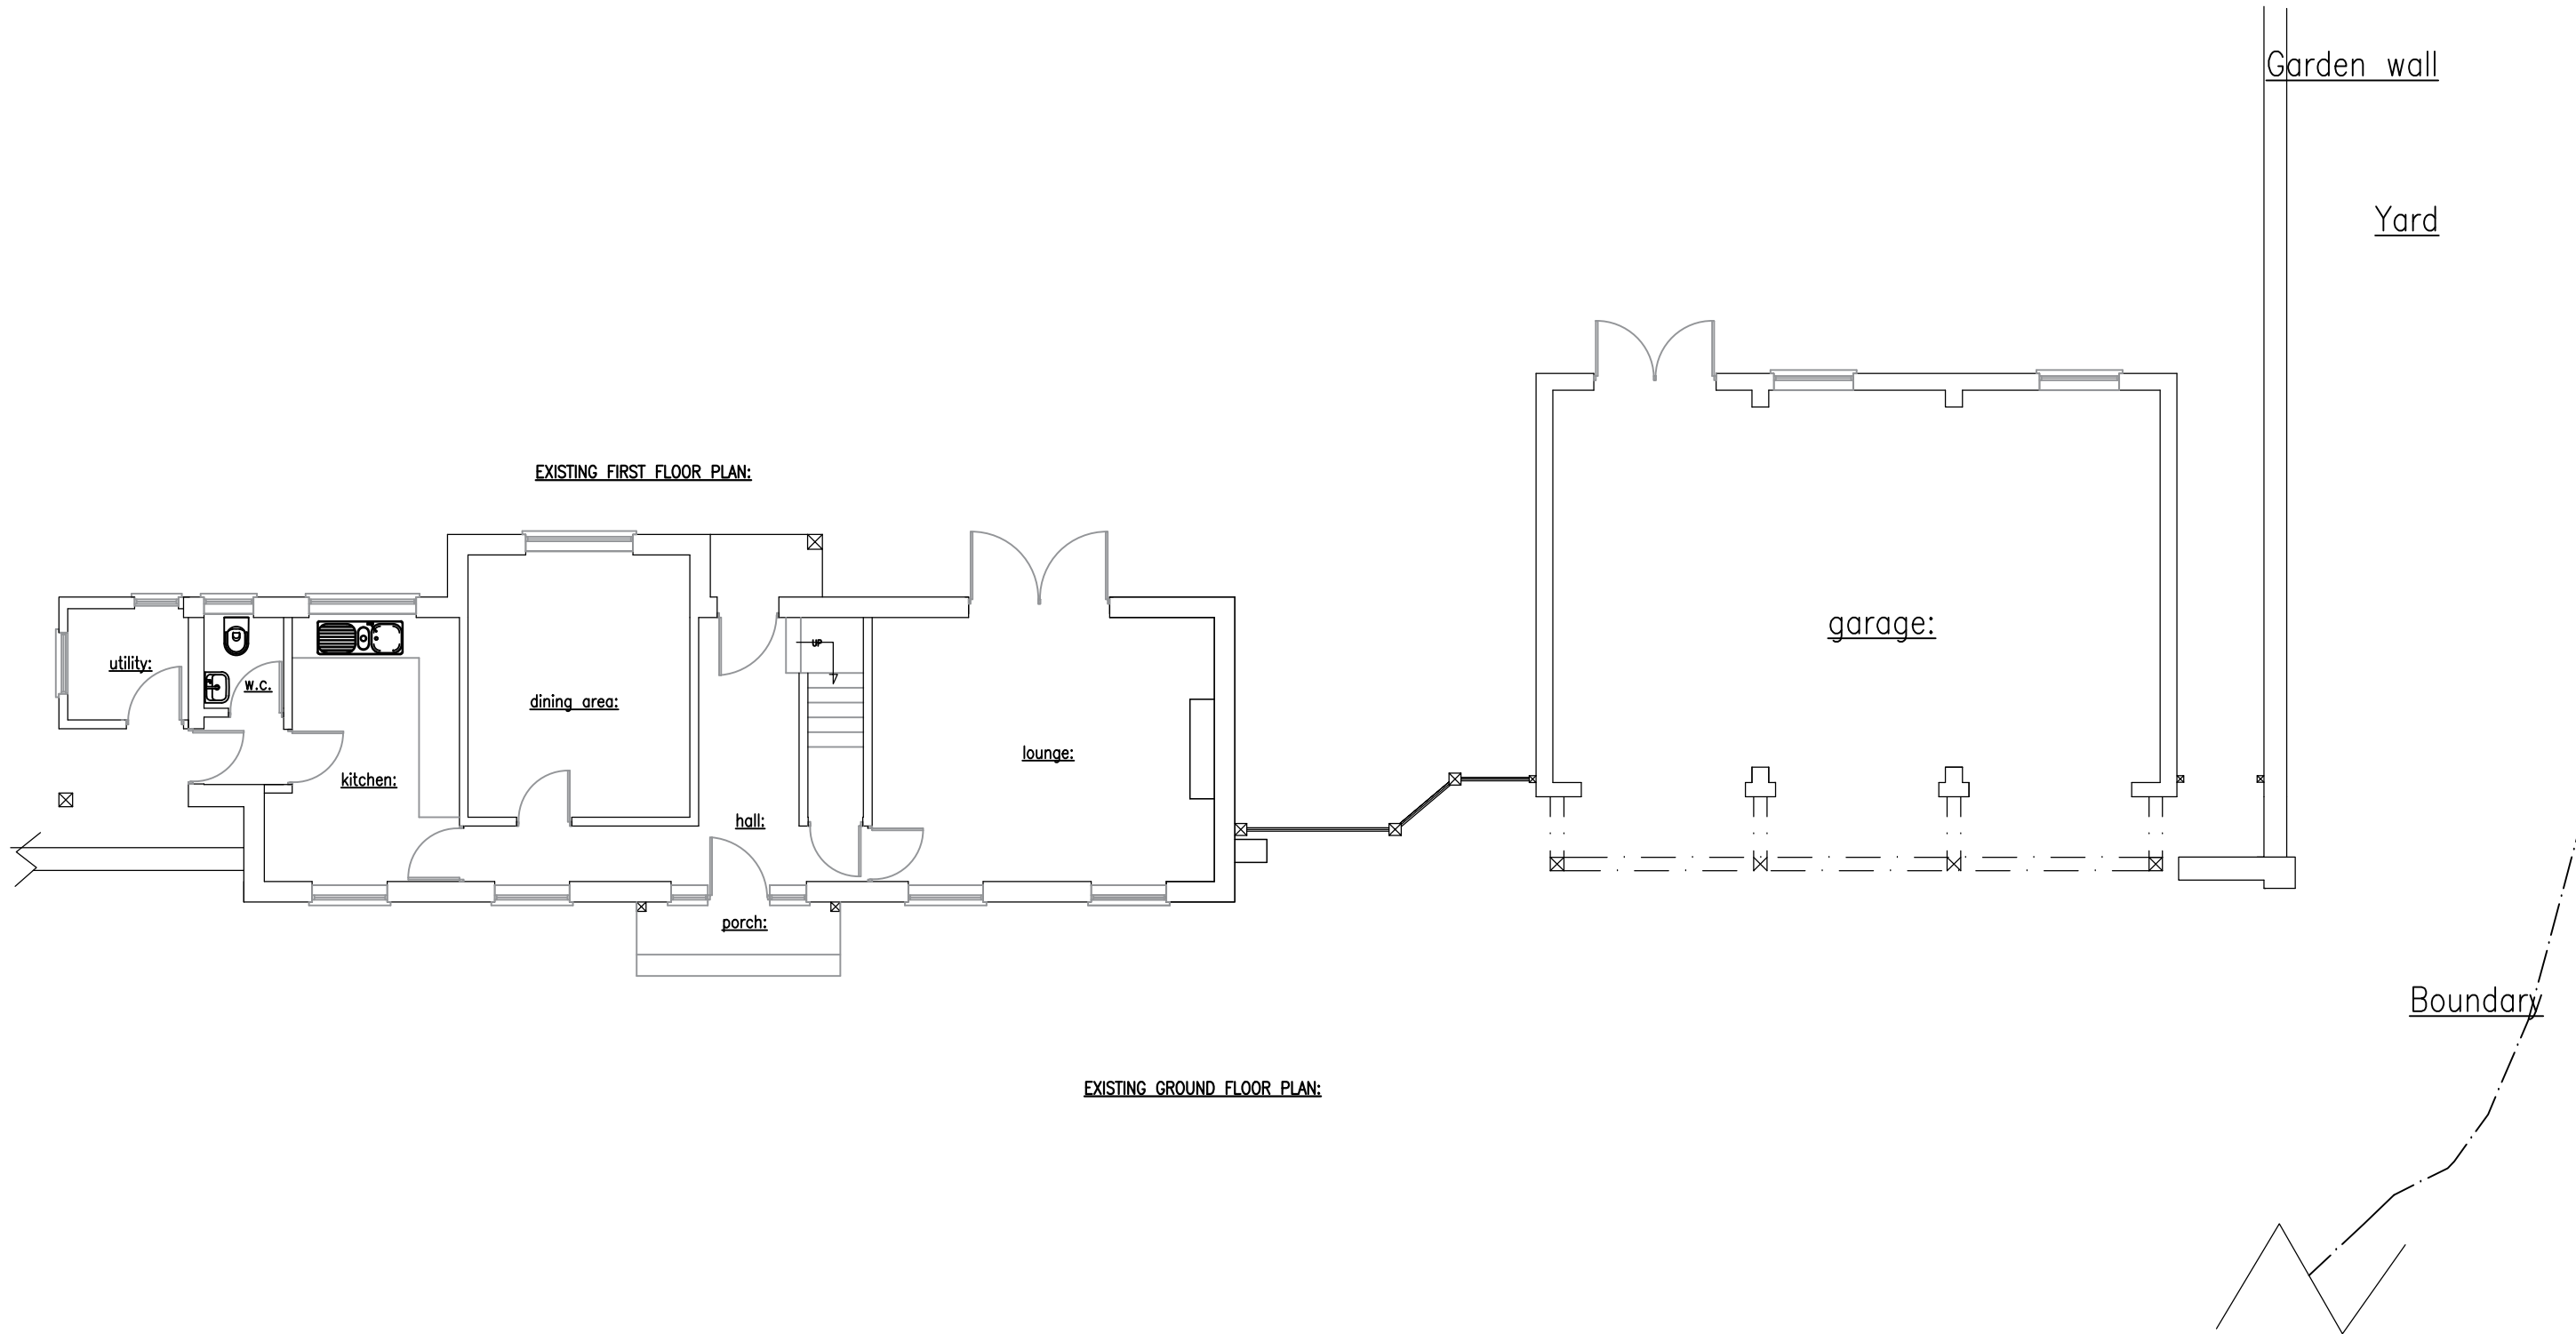 Garden wall
Yard
EXISTING FIRST FLOOR PLAN:
garage:
UP
utility:
w.c.
dining area:
lounge:
kitchen:
hall:
porch:
Boundary
EXISTING GROUND FLOOR PLAN: